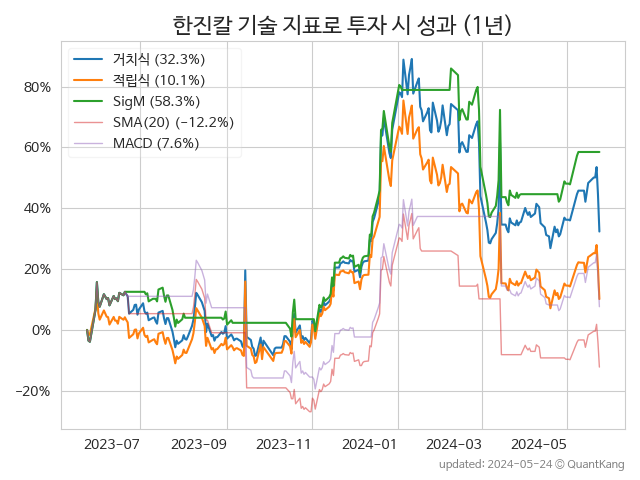 한진칼 기술 지표로 투자 시 성과 (1년)
거치식 (32.3%)
적립식 (10.1%)
SigM (58.3%)
SMA(20) (−12.2%)
MACD (7.6%)
80%
60%
40%
20%
0%
−20%
2023-07
2023-09
2023-11
2024-01
2024-03
2024-05
updated: 2024-05-24 © QuantKang